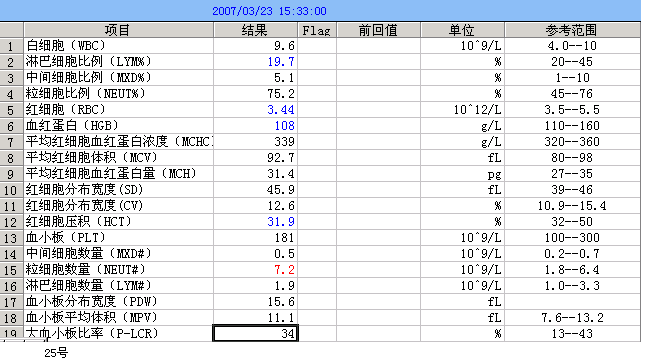 2007/03/23 15:33:00
项目 结果 Flag 前回值 单位 参考范围
1 白细胞（WBC） 9.6 10^9/L 4.0--10
2 淋巴细胞比例（LYM%） 19.7 % 20--45
3 中间细胞比例（MXD%） 5.1 % 1--10
4 粒细胞比例（NEUT%） 75.2 % 45--76
5 红细胞（RBC） 3.44 10^12/L 3.5--5.5
6 血红蛋白（HGB） 108 g/L 110--160
7 平均红细胞血红蛋白浓度（MCHC 339 g/L 320--360
8 平均红细胞体积（MCV） 92.7 fL 80--98
9 平均红细胞血红蛋白量（MCH） 31.4 pg 27--35
10 红细胞分布宽度(SD) 45.9 fL 39--46
11 红细胞分布宽度(CV) 12.6 % 10.9--15.4
12 红细胞压积（HCT） 31.9 % 32--50
13 血小板（PLT） 181 10^9/L 100--300
14 中间细胞数量（MXD#） 0.5 10^9/L 0.2--0.7
15 粒细胞数量（NEUT#） 7.2 10^9/L 1.8--6.4
16 淋巴细胞数量（LYM#） 1.9 10^9/L 1.0--3.3
17 血小板分布宽度（PDW） 15.6 fL
18 血小板平均体积（MPV） 11.1 fL 7.6--13.2
19 大血小板比率（P-LCR） 34 % 13--43
25号